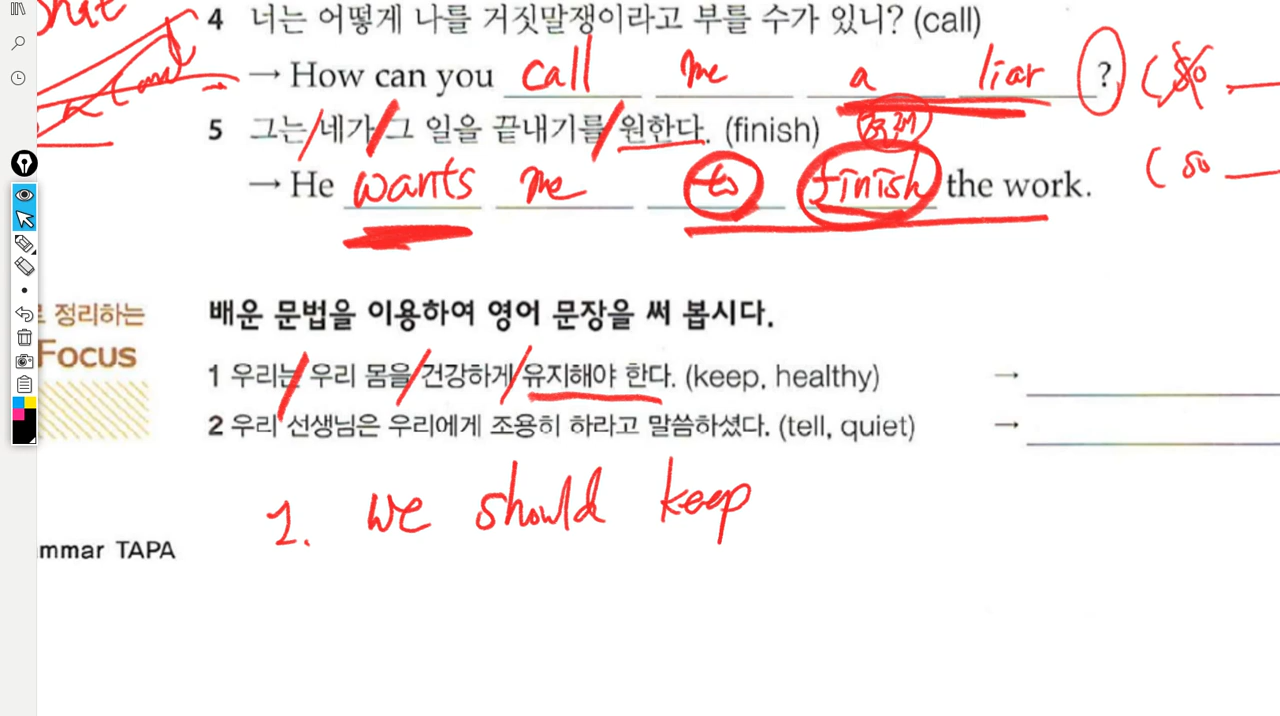 4 너는 어떻게 나를 거짓말쟁이라고 부를 수가 있니? (call)
→ How can you call me a liar ?
5 그는 네가 그 일을 끝내기를 원한다. (finish)
→ He wants me to finish the work.
정리하는
Focus
배운 문법을 이용하여 영어 문장을 써 봅시다.
1 우리는 우리 몸을 건강하게 유지해야 한다. (keep, healthy) →
2 우리 선생님은 우리에게 조용히 하라고 말씀하셨다. (tell, quiet) →
1. we should keep
mmar TAPA